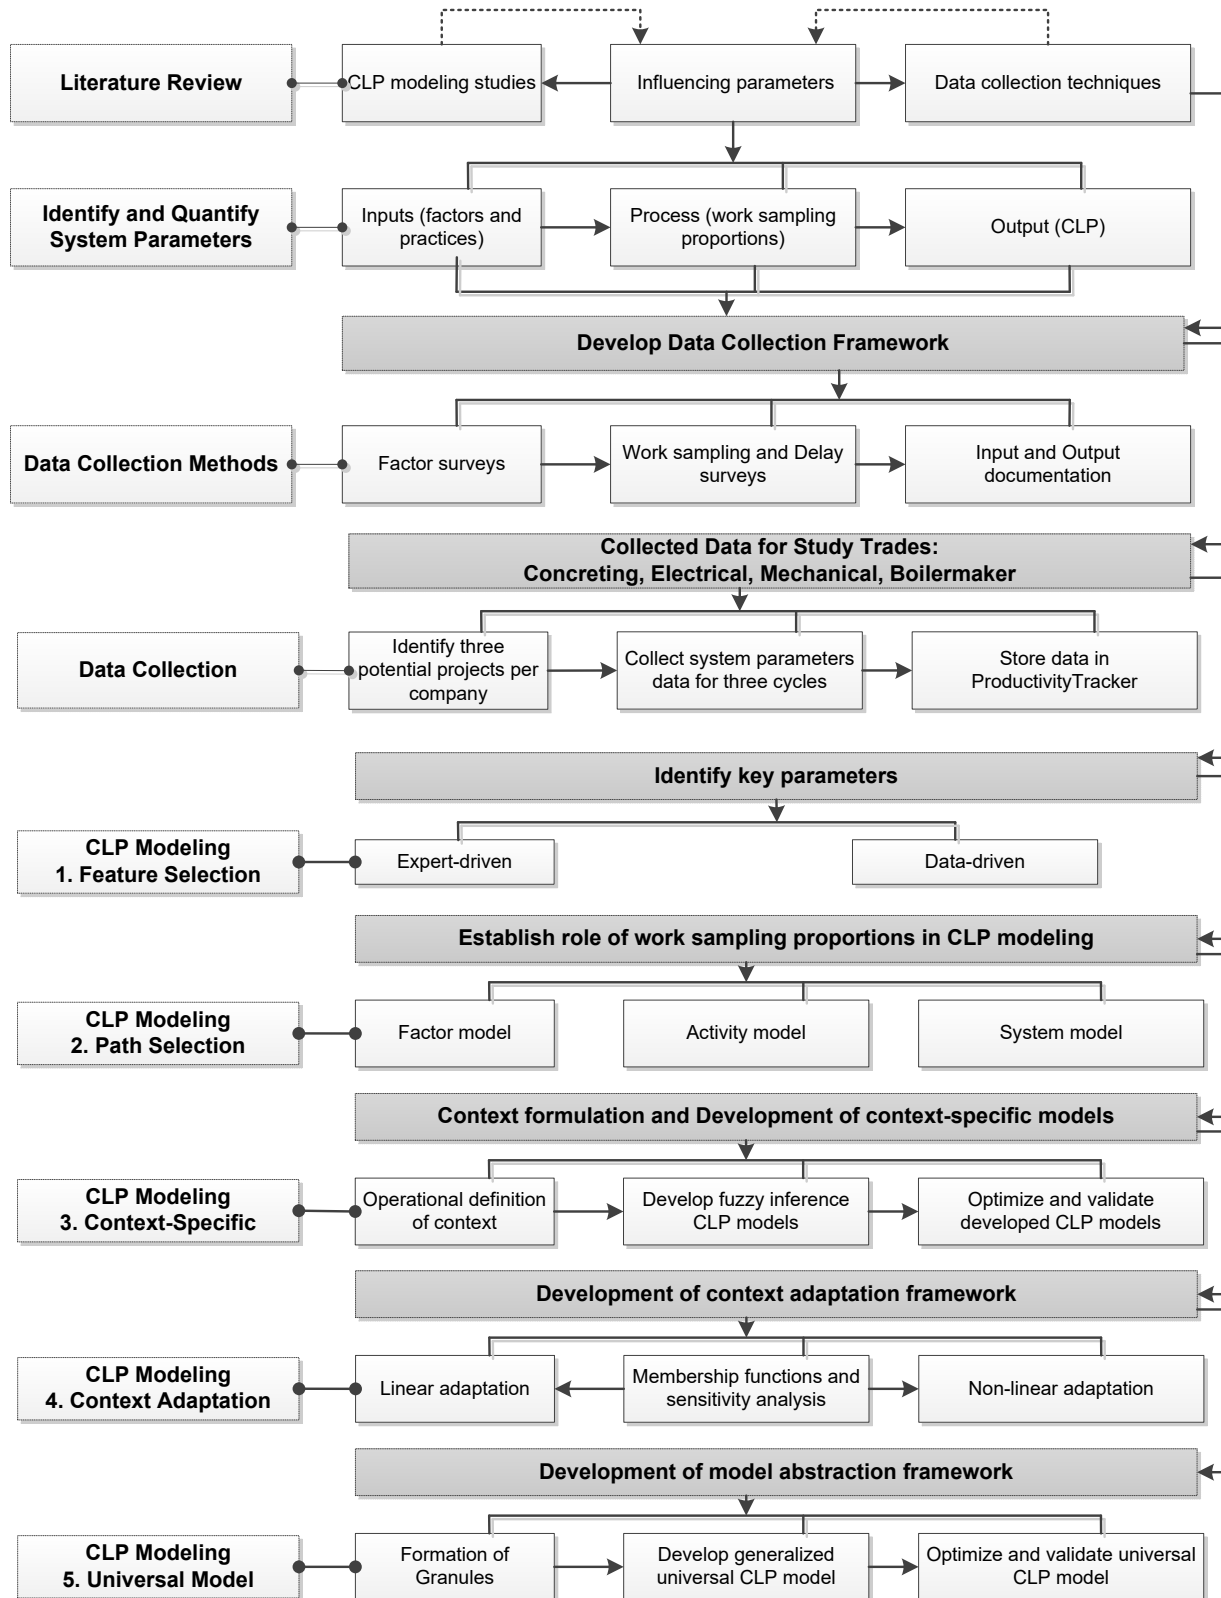 Literature Review
CLP modeling studies
Influencing parameters
Data collection techniques
Identify and Quantify
System Parameters
Inputs (factors and
practices)
Process (work sampling
proportions)
Output (CLP)
Develop Data Collection Framework
Data Collection Methods
Factor surveys
Work sampling and Delay
surveys
Input and Output
documentation
Collected Data for Study Trades:
Concreting, Electrical, Mechanical, Boilermaker
Data Collection
Identify three
potential projects per
company
Collect system parameters
data for three cycles
Store data in
ProductivityTracker
Identify key parameters
CLP Modeling
1. Feature Selection
Expert-driven
Data-driven
Establish role of work sampling proportions in CLP modeling
CLP Modeling
2. Path Selection
Factor model
Activity model
System model
Context formulation and Development of context-specific models
CLP Modeling
3. Context-Specific
Operational definition
of context
Develop fuzzy inference
CLP models
Optimize and validate
developed CLP models
Development of context adaptation framework
CLP Modeling
4. Context Adaptation
Linear adaptation
Membership functions and
sensitivity analysis
Non-linear adaptation
Development of model abstraction framework
CLP Modeling
5. Universal Model
Formation of
Granules
Develop generalized
universal CLP model
Optimize and validate universal
CLP model